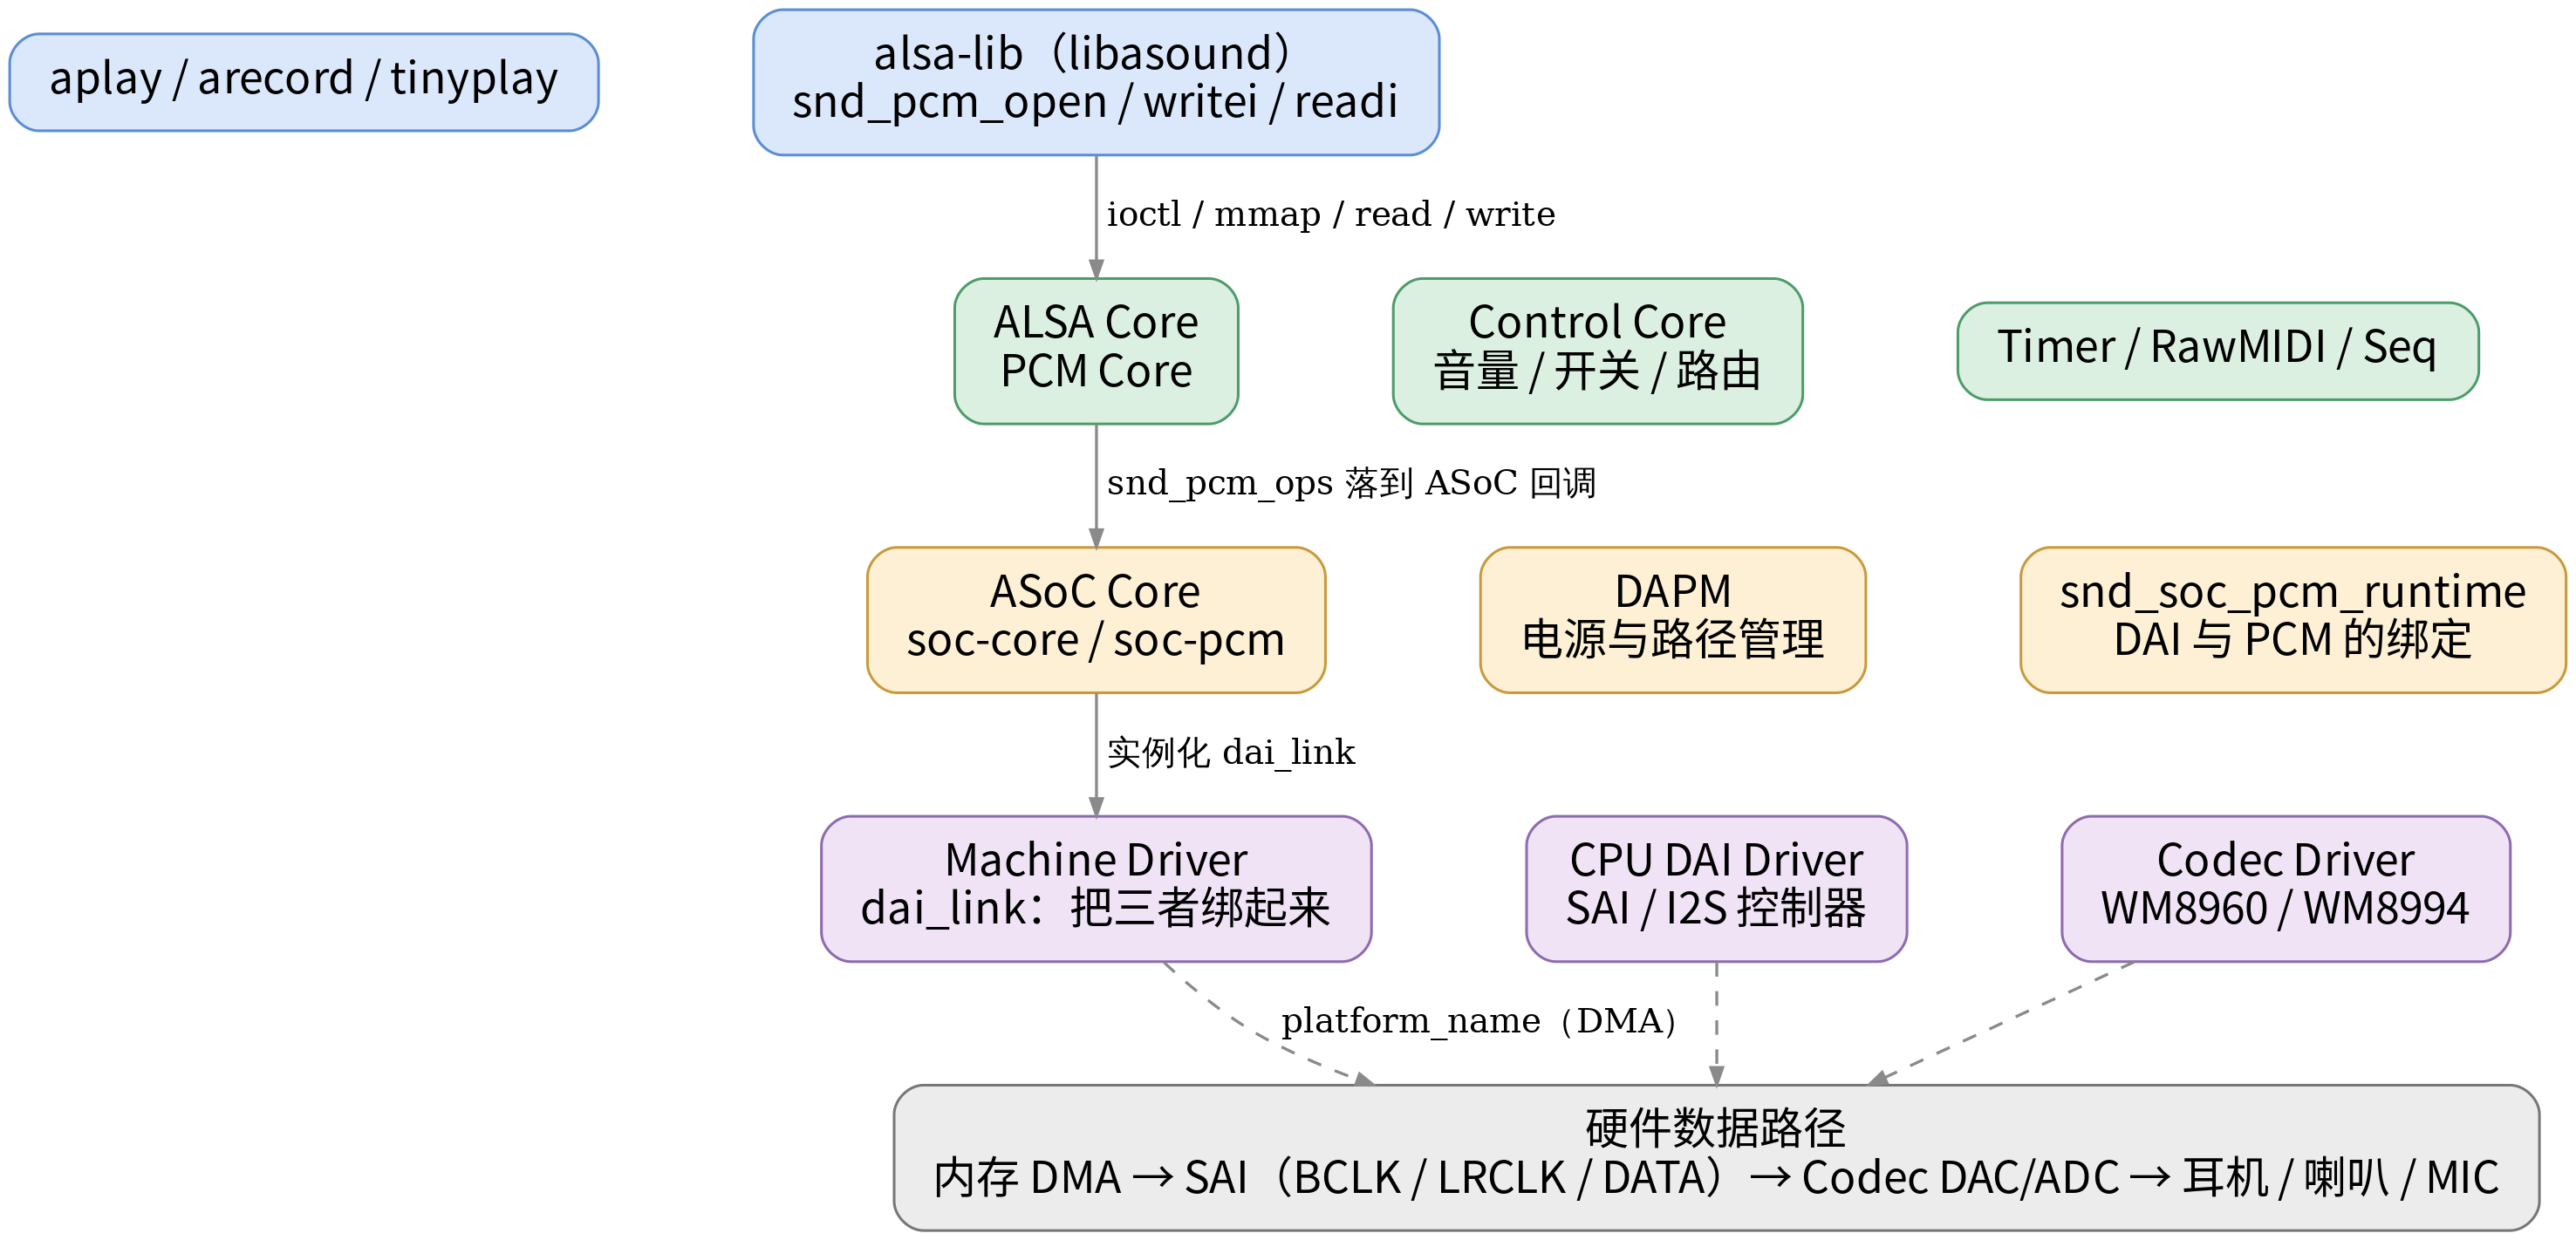 aplay / arecord / tinyplay
alsa-lib（libasound）
snd_pcm_open / writei / readi
ioctl / mmap / read / write
ALSA Core
PCM Core
Control Core
音量 / 开关 / 路由
Timer / RawMIDI / Seq
snd_pcm_ops 落到 ASoC 回调
ASoC Core
soc-core / soc-pcm
DAPM
电源与路径管理
snd_soc_pcm_runtime
DAI 与 PCM 的绑定
实例化 dai_link
Machine Driver
dai_link：把三者绑起来
CPU DAI Driver
SAI / I2S 控制器
Codec Driver
WM8960 / WM8994
platform_name（DMA）
硬件数据路径
内存 DMA → SAI（BCLK / LRCLK / DATA）→ Codec DAC/ADC → 耳机 / 喇叭 / MIC